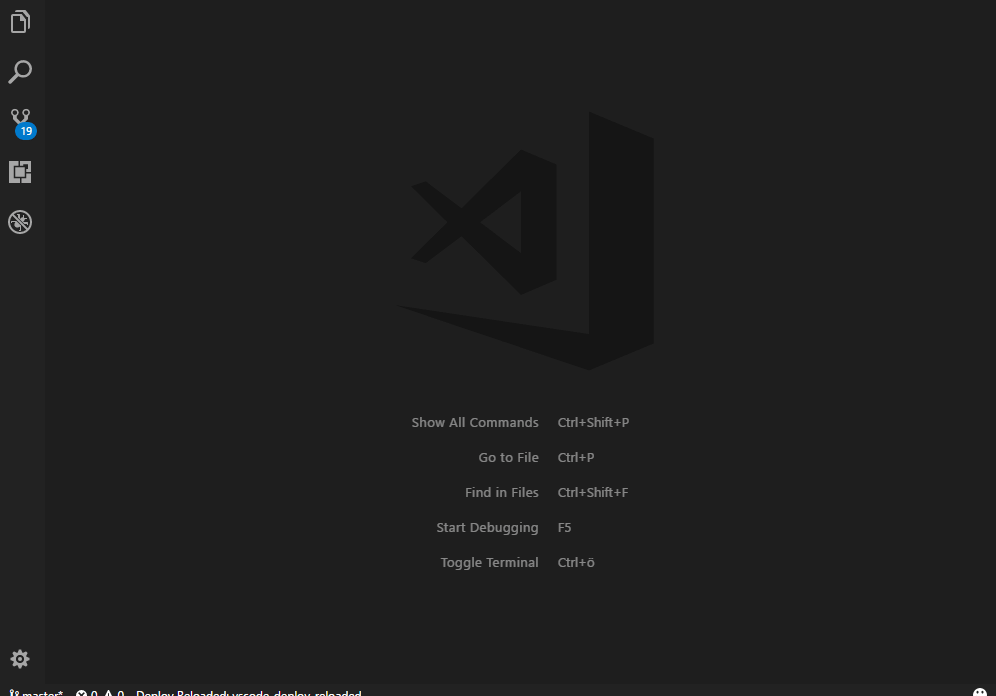 19
Show All Commands Ctrl+Shift+P
Go to File Ctrl+P
Find in Files Ctrl+Shift+F
Start Debugging F5
Toggle Terminal Ctrl+ö
master* 0 0 Deploy Reloaded: vscode-deploy-reloaded